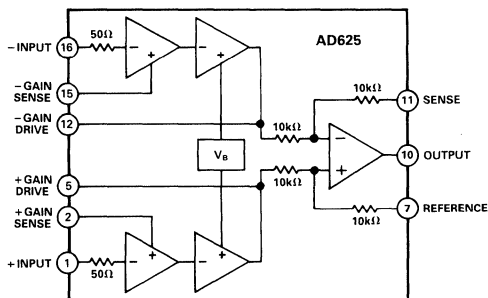 AD625
50Ω
− INPUT 16
− + − +
− GAIN
SENSE 15
− GAIN
DRIVE 12
10kΩ
11 SENSE
10kΩ
−
VB
10 OUTPUT
+
10kΩ
+ GAIN
DRIVE 5
+ GAIN
SENSE 2
7 REFERENCE
10kΩ
+ INPUT 1
50Ω
− + − +